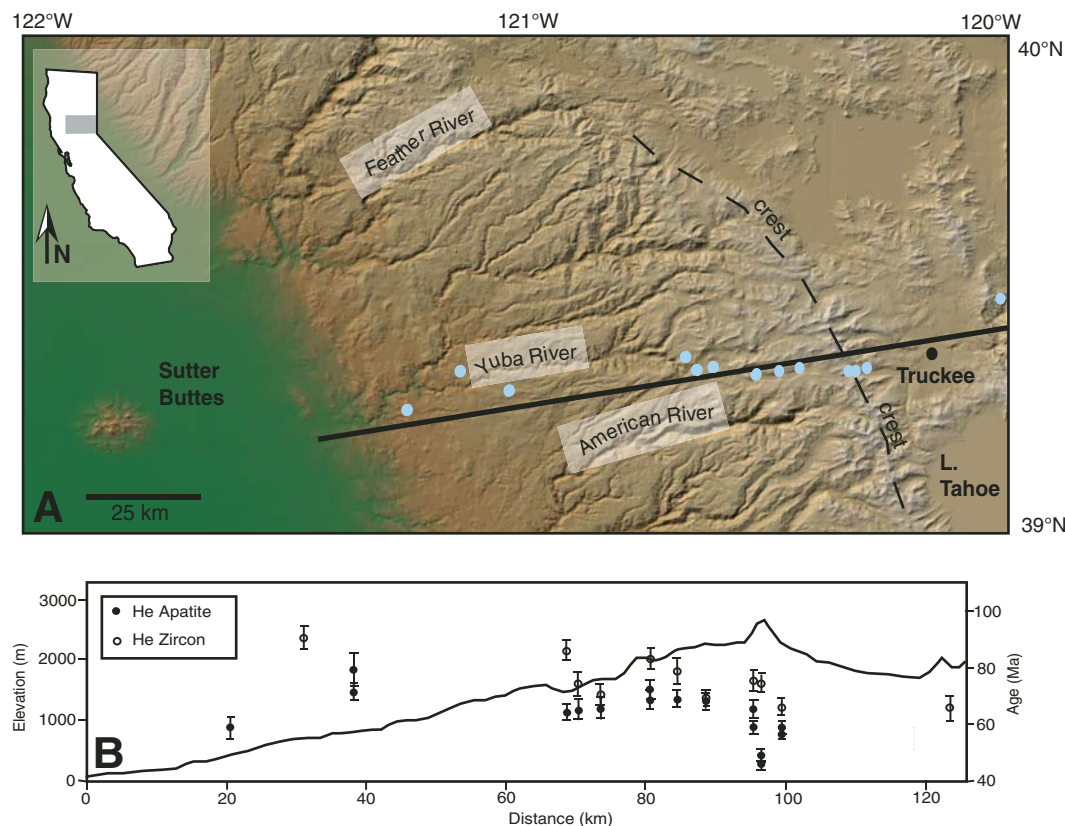 122°W
121°W
120°W
40°N
N
Feather River
crest
Yuba River
Sutter
Buttes
Truckee
American River
crest
L.
Tahoe
A
25 km
39°N
He Apatite
He Zircon
3000
2000
1000
0
Elevation (m)
100
80
60
40
Age (Ma)
B
0
20
40
60
80
100
120
Distance (km)